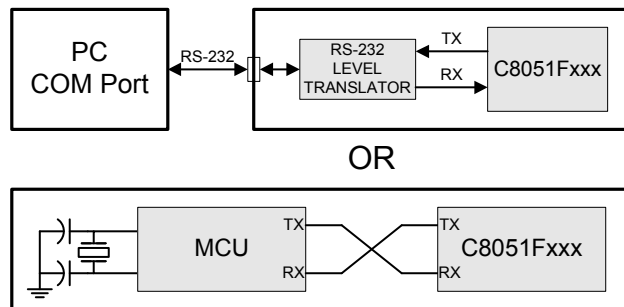 PC
COM Port
RS-232
RS-232
LEVEL
TRANSLATOR
TX
RX
C8051Fxxx
OR
MCU
TX
RX
TX
RX
C8051Fxxx